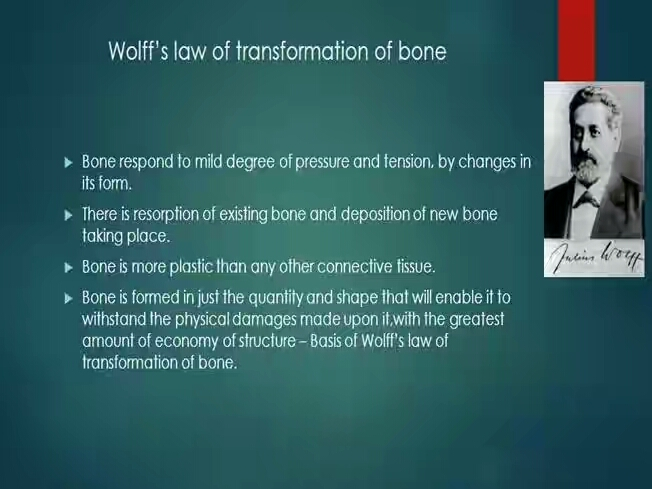 Wolff's law of transformation of bone
Bone respond to mild degree of pressure and tension, by changes in
its form.
There is resorption of existing bone and deposition of new bone
taking place.
Bone is more plastic than any other connective tissue.
Bone is formed in just the quantity and shape that will enable it to
withstand the physical damages made upon it,with the greatest
amount of economy of structure – Basis of Wolff's law of
transformation of bone.
Julius Wolff